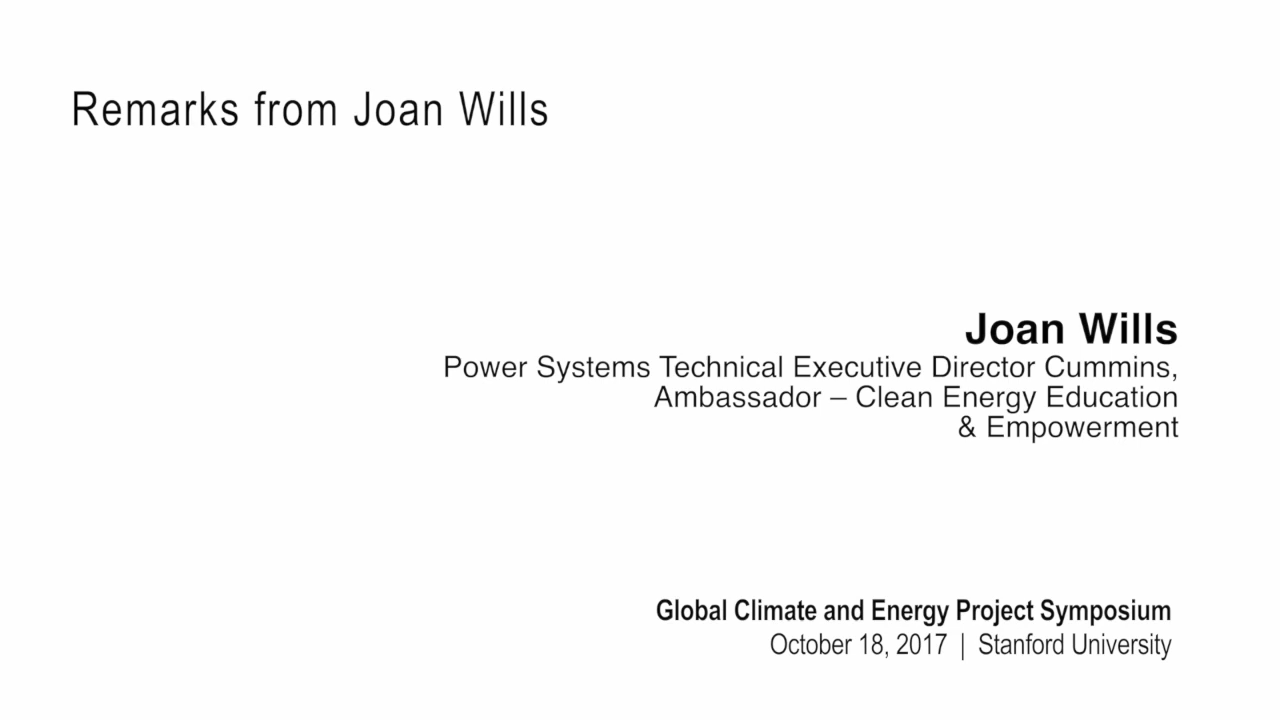 Remarks from Joan Wills
Joan Wills
Power Systems Technical Executive Director Cummins,
Ambassador – Clean Energy Education
& Empowerment
Global Climate and Energy Project Symposium
October 18, 2017 | Stanford University